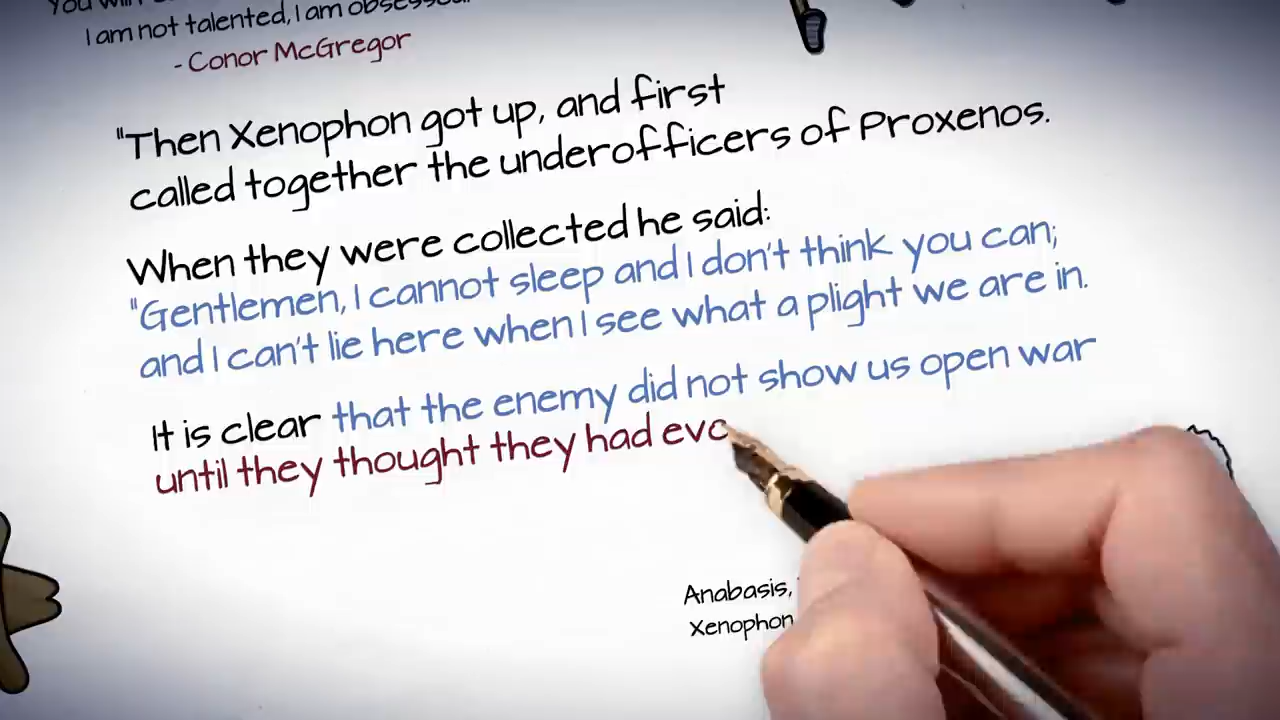 I am not talented, I am
- Conor McGregor
"Then Xenophon got up, and first
called together the underofficers of Proxenos.
When they were collected he said:
"Gentlemen, I cannot sleep and I don't think you can;
and I can't lie here when I see what a plight we are in.
It is clear that the enemy did not show us open war
until they thought they had
Anabasis,
Xenophon